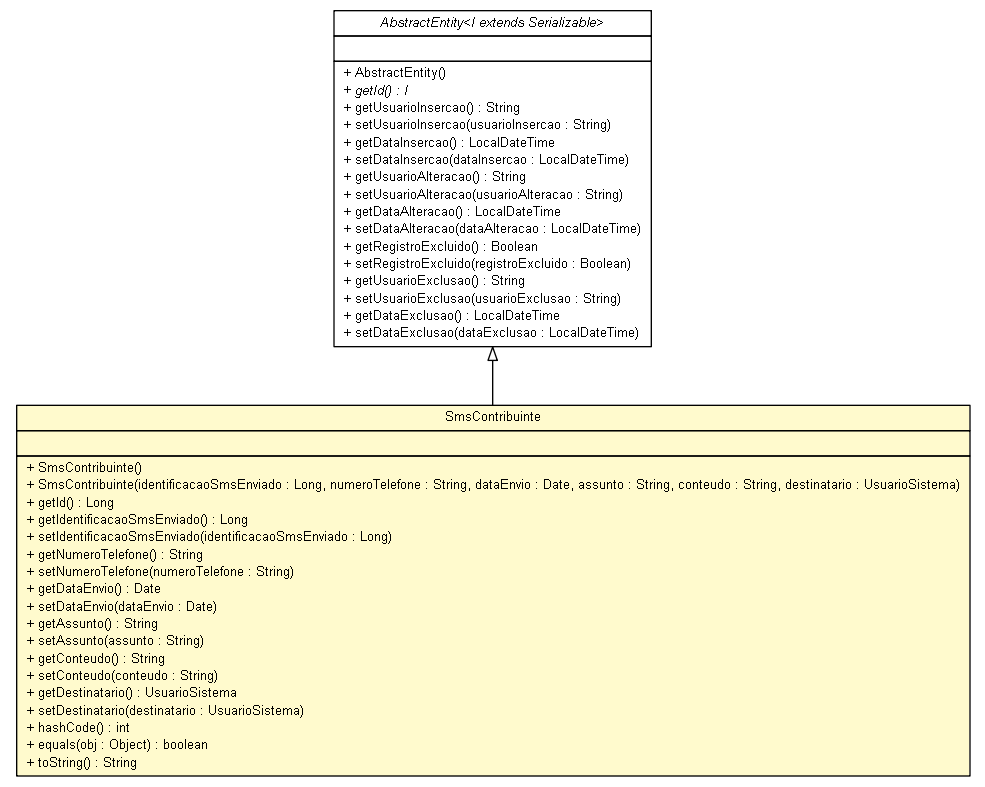 AbstractEntity<I extends Serializable>
+ AbstractEntity()
+ getId() : I
+ getUsuarioInsercao() : String
+ setUsuarioInsercao(usuarioInsercao : String)
+ getDataInsercao() : LocalDateTime
+ setDataInsercao(dataInsercao : LocalDateTime)
+ getUsuarioAlteracao() : String
+ setUsuarioAlteracao(usuarioAlteracao : String)
+ getDataAlteracao() : LocalDateTime
+ setDataAlteracao(dataAlteracao : LocalDateTime)
+ getRegistroExcluido() : Boolean
+ setRegistroExcluido(registroExcluido : Boolean)
+ getUsuarioExclusao() : String
+ setUsuarioExclusao(usuarioExclusao : String)
+ getDataExclusao() : LocalDateTime
+ setDataExclusao(dataExclusao : LocalDateTime)
SmsContribuinte
+ SmsContribuinte()
+ SmsContribuinte(identificacaoSmsEnviado : Long, numeroTelefone : String, dataEnvio : Date, assunto : String, conteudo : String, destinatario : UsuarioSistema)
+ getId() : Long
+ getIdentificacaoSmsEnviado() : Long
+ setIdentificacaoSmsEnviado(identificacaoSmsEnviado : Long)
+ getNumeroTelefone() : String
+ setNumeroTelefone(numeroTelefone : String)
+ getDataEnvio() : Date
+ setDataEnvio(dataEnvio : Date)
+ getAssunto() : String
+ setAssunto(assunto : String)
+ getConteudo() : String
+ setConteudo(conteudo : String)
+ getDestinatario() : UsuarioSistema
+ setDestinatario(destinatario : UsuarioSistema)
+ hashCode() : int
+ equals(obj : Object) : boolean
+ toString() : String